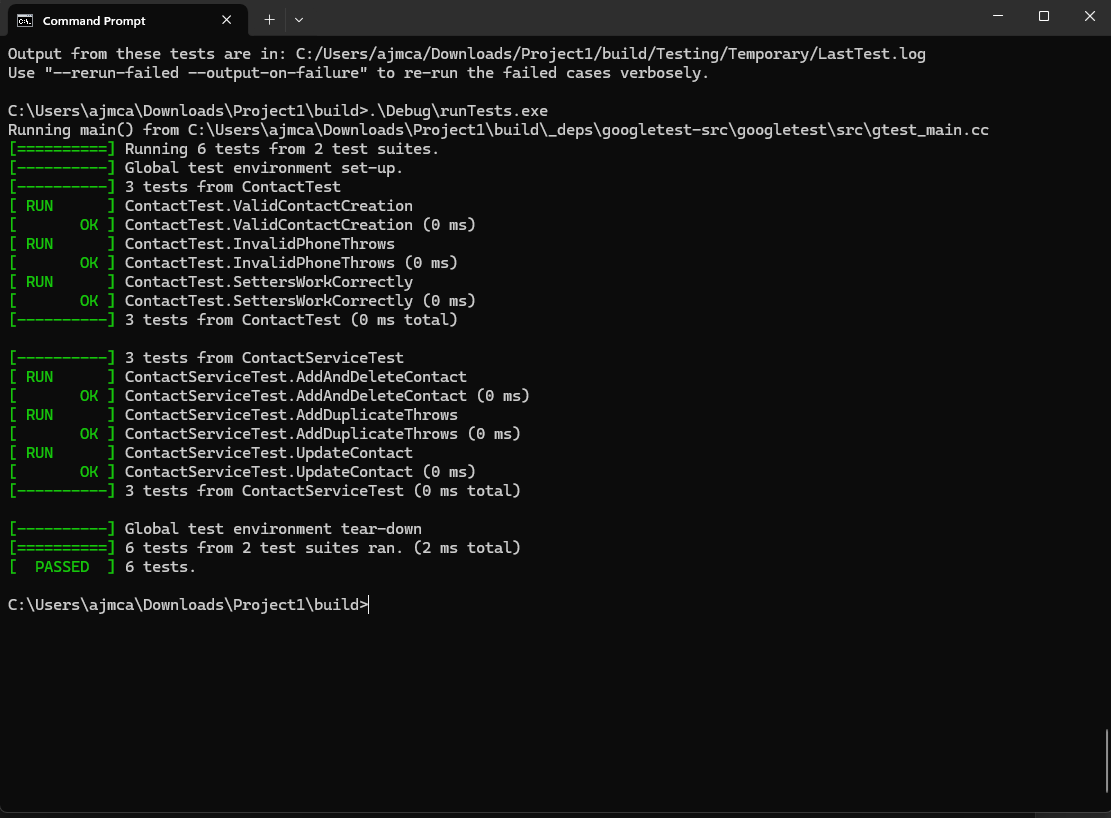 Command Prompt
Output from these tests are in: C:/Users/ajmca/Downloads/Project1/build/Testing/Temporary/LastTest.log
Use "--rerun-failed --output-on-failure" to re-run the failed cases verbosely.
C:\Users\ajmca\Downloads\Project1\build>.\Debug\runTests.exe
Running main() from C:\Users\ajmca\Downloads\Project1\build\_deps\googletest-src\googletest\src\gtest_main.cc
[==========] Running 6 tests from 2 test suites.
[----------] Global test environment set-up.
[----------] 3 tests from ContactTest
[ RUN      ] ContactTest.ValidContactCreation
[       OK ] ContactTest.ValidContactCreation (0 ms)
[ RUN      ] ContactTest.InvalidPhoneThrows
[       OK ] ContactTest.InvalidPhoneThrows (0 ms)
[ RUN      ] ContactTest.SettersWorkCorrectly
[       OK ] ContactTest.SettersWorkCorrectly (0 ms)
[----------] 3 tests from ContactTest (0 ms total)
[----------] 3 tests from ContactServiceTest
[ RUN      ] ContactServiceTest.AddAndDeleteContact
[       OK ] ContactServiceTest.AddAndDeleteContact (0 ms)
[ RUN      ] ContactServiceTest.AddDuplicateThrows
[       OK ] ContactServiceTest.AddDuplicateThrows (0 ms)
[ RUN      ] ContactServiceTest.UpdateContact
[       OK ] ContactServiceTest.UpdateContact (0 ms)
[----------] 3 tests from ContactServiceTest (0 ms total)
[----------] Global test environment tear-down
[==========] 6 tests from 2 test suites ran. (2 ms total)
[  PASSED  ] 6 tests.
C:\Users\ajmca\Downloads\Project1\build>